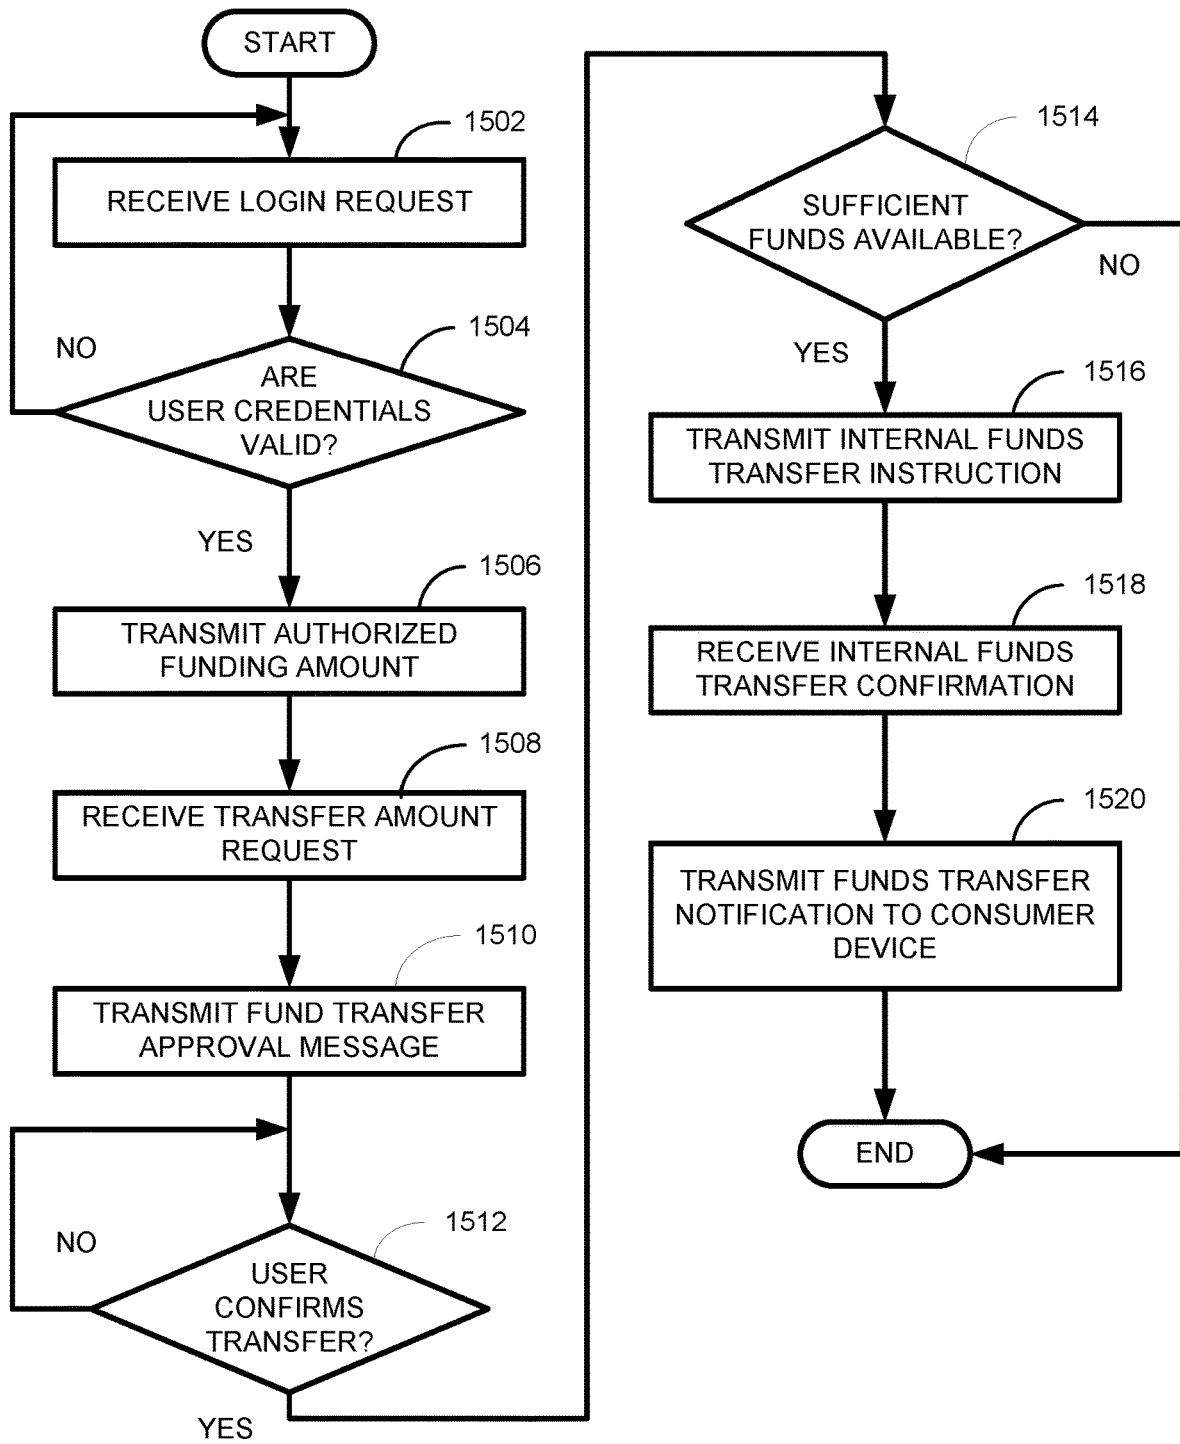 START
1502
RECEIVE LOGIN REQUEST
1504
NO
ARE
USER CREDENTIALS
VALID?
YES
1506
TRANSMIT AUTHORIZED
FUNDING AMOUNT
1508
RECEIVE TRANSFER AMOUNT
REQUEST
1510
TRANSMIT FUND TRANSFER
APPROVAL MESSAGE
1512
NO
USER
CONFIRMS
TRANSFER?
YES
1514
SUFFICIENT
FUNDS AVAILABLE?
NO
YES
1516
TRANSMIT INTERNAL FUNDS
TRANSFER INSTRUCTION
1518
RECEIVE INTERNAL FUNDS
TRANSFER CONFIRMATION
1520
TRANSMIT FUNDS TRANSFER
NOTIFICATION TO CONSUMER
DEVICE
END